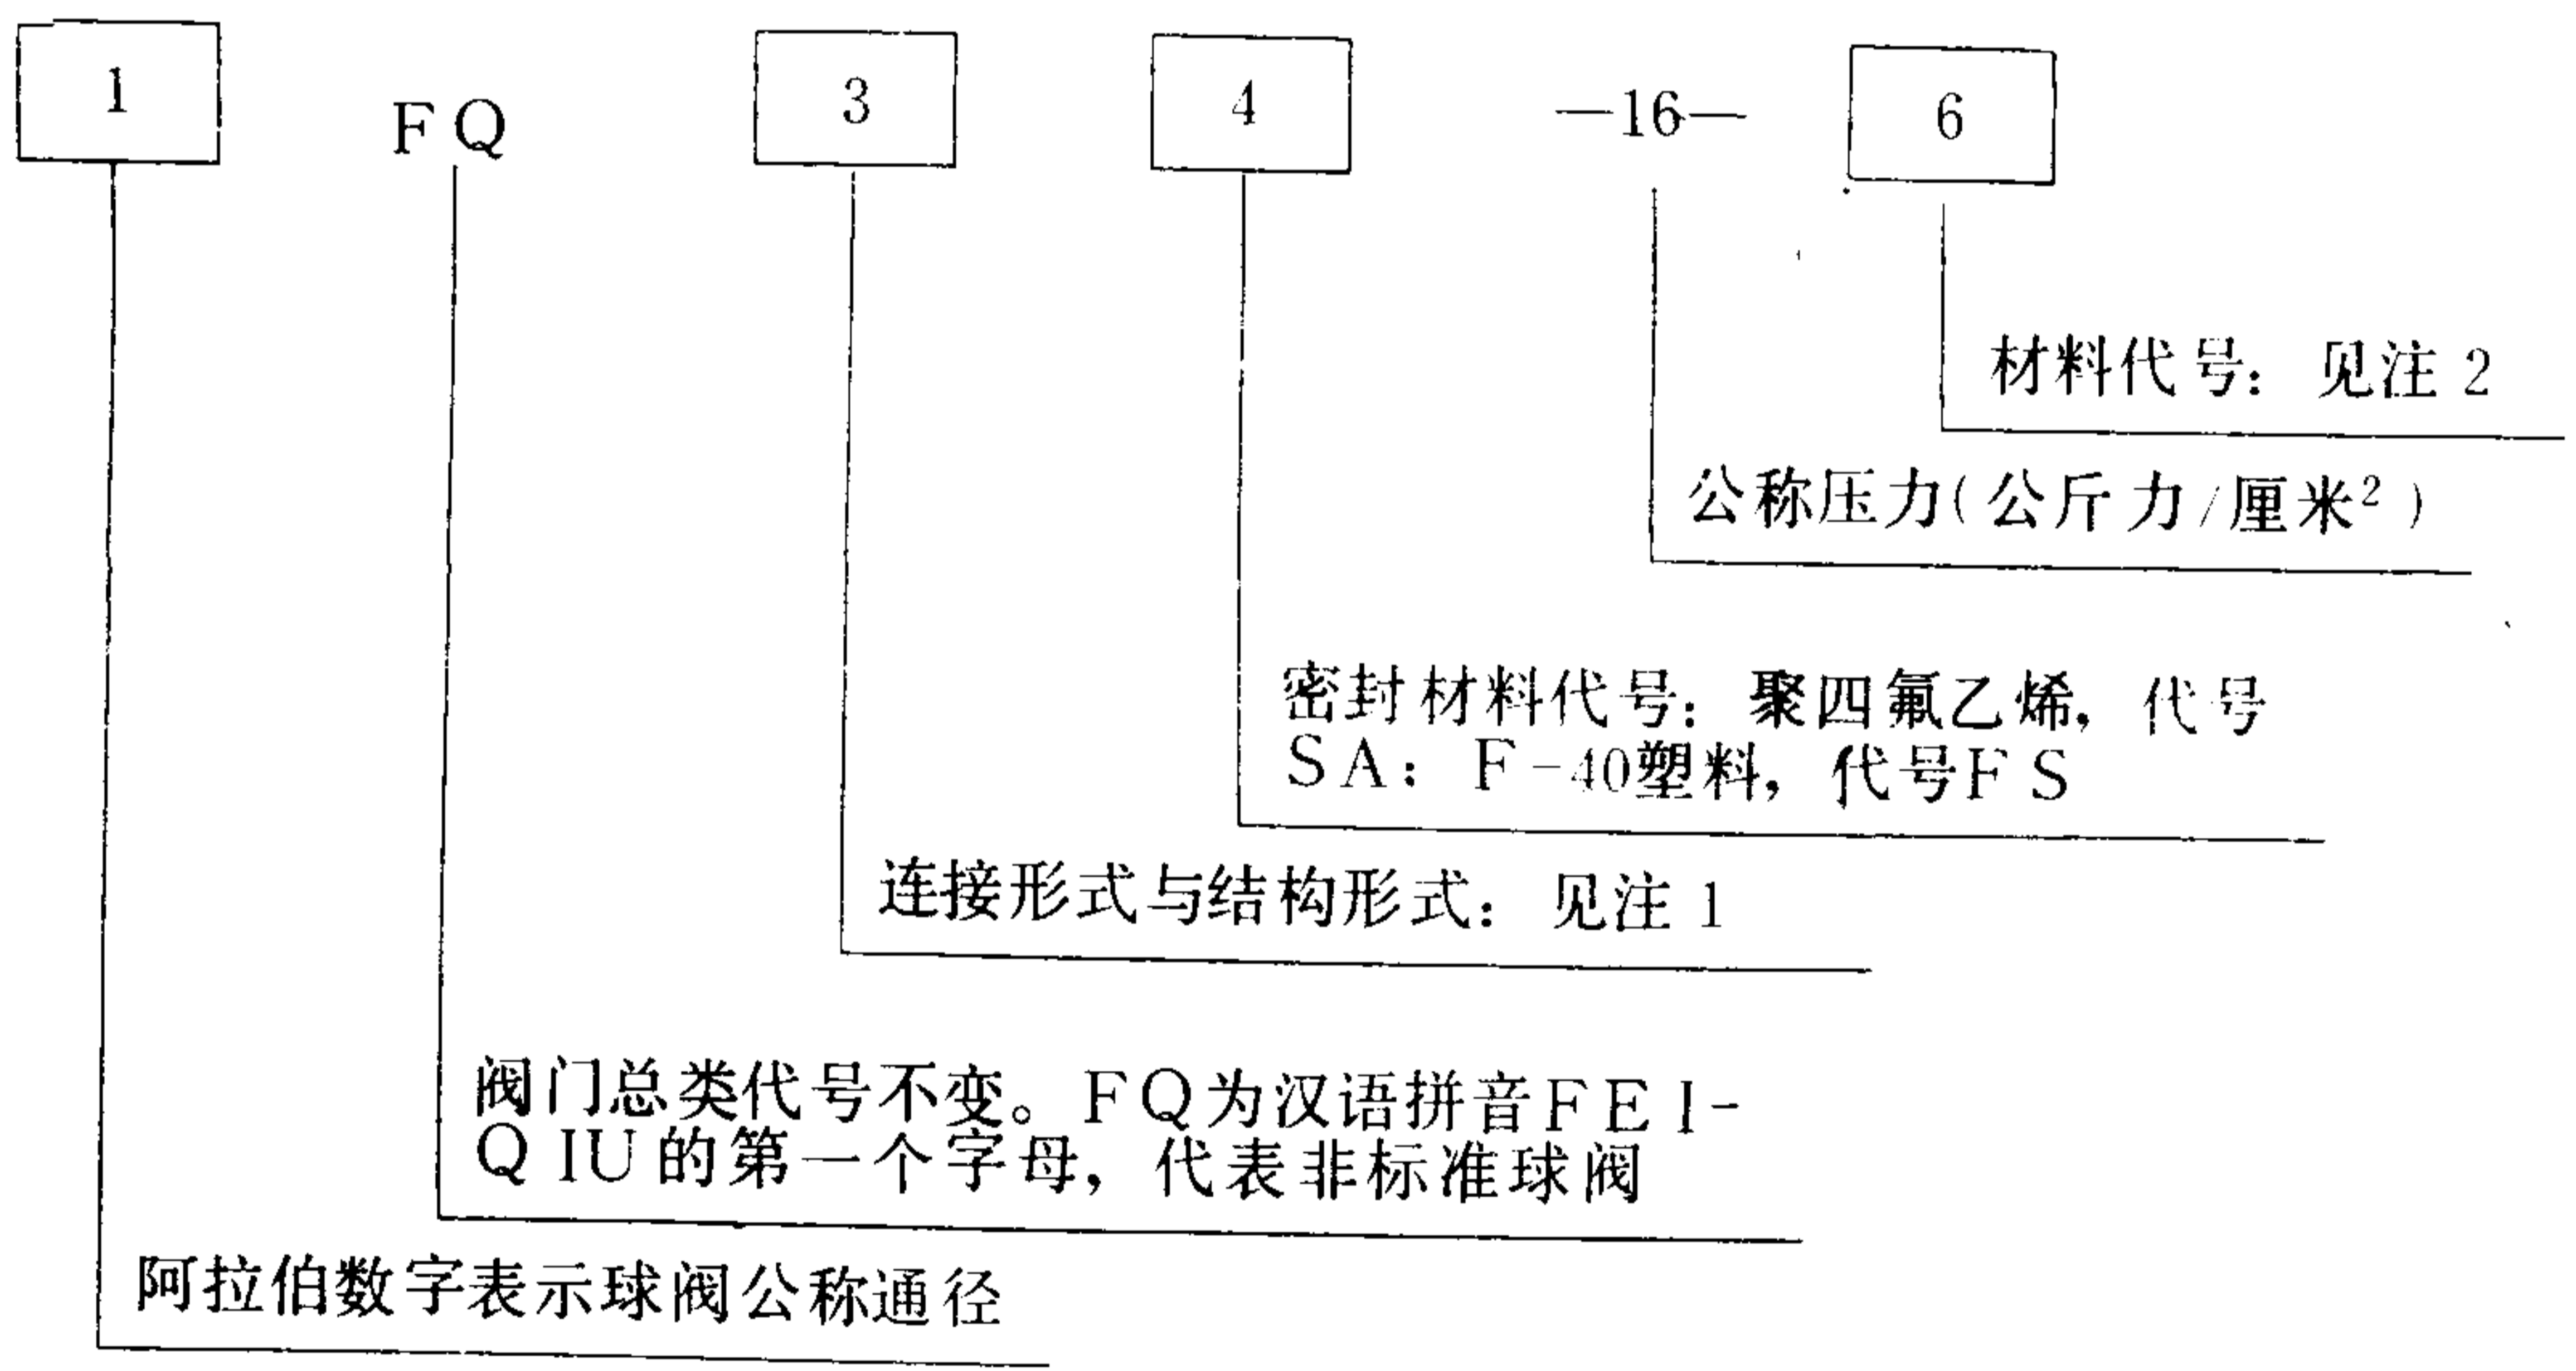 1 FQ 3 4 —16— 6
材料代号：见注2
公称压力(公斤力/厘米²)
密封材料代号：聚四氟乙烯，代号
SA：F-40塑料，代号FS
连接形式与结构形式：见注1
阀门总类代号不变。FQ为汉语拼音FEI-
QIU的第一个字母，代表非标准球阀
阿拉伯数字表示球阀公称通径